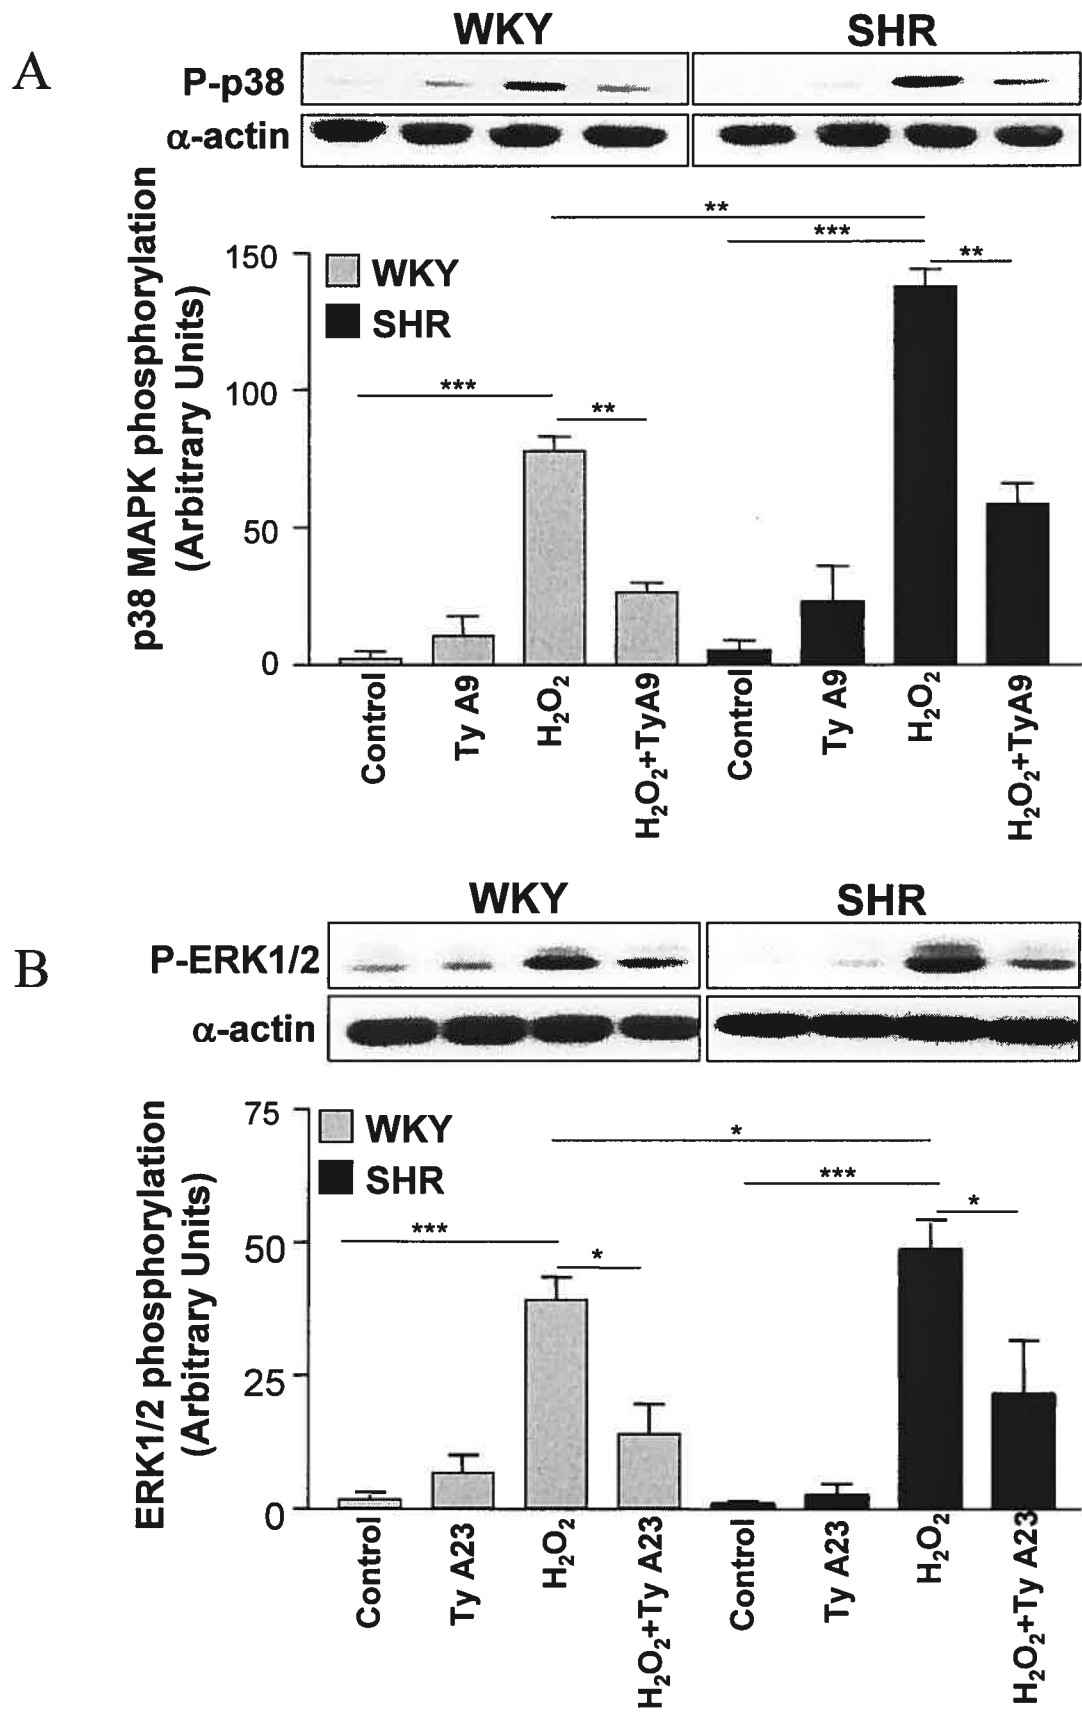 A
WKY
SHR
P-p38
α-actin
p38 MAPK phosphorylation
(Arbitrary Units)
150
100
50
0
WKY
SHR
**
***
**
***
**
Control
Ty A9
H₂O₂
H₂O₂+TyA9
Control
Ty A9
H₂O₂
H₂O₂+TyA9
B
WKY
SHR
P-ERK1/2
α-actin
ERK1/2 phosphorylation
(Arbitrary Units)
75
50
25
0
WKY
SHR
*
***
*
***
*
Control
Ty A23
H₂O₂
H₂O₂+Ty A23
Control
Ty A23
H₂O₂
H₂O₂+Ty A23